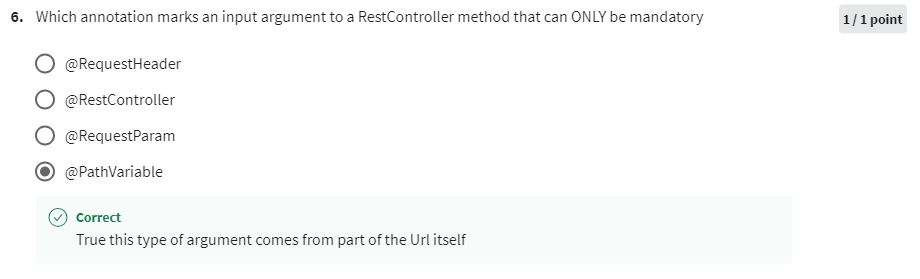 6. Which annotation marks an input argument to a RestController method that can ONLY be mandatory
1 / 1 point
@RequestHeader
@RestController
@RequestParam
@PathVariable
Correct
True this type of argument comes from part of the Url itself